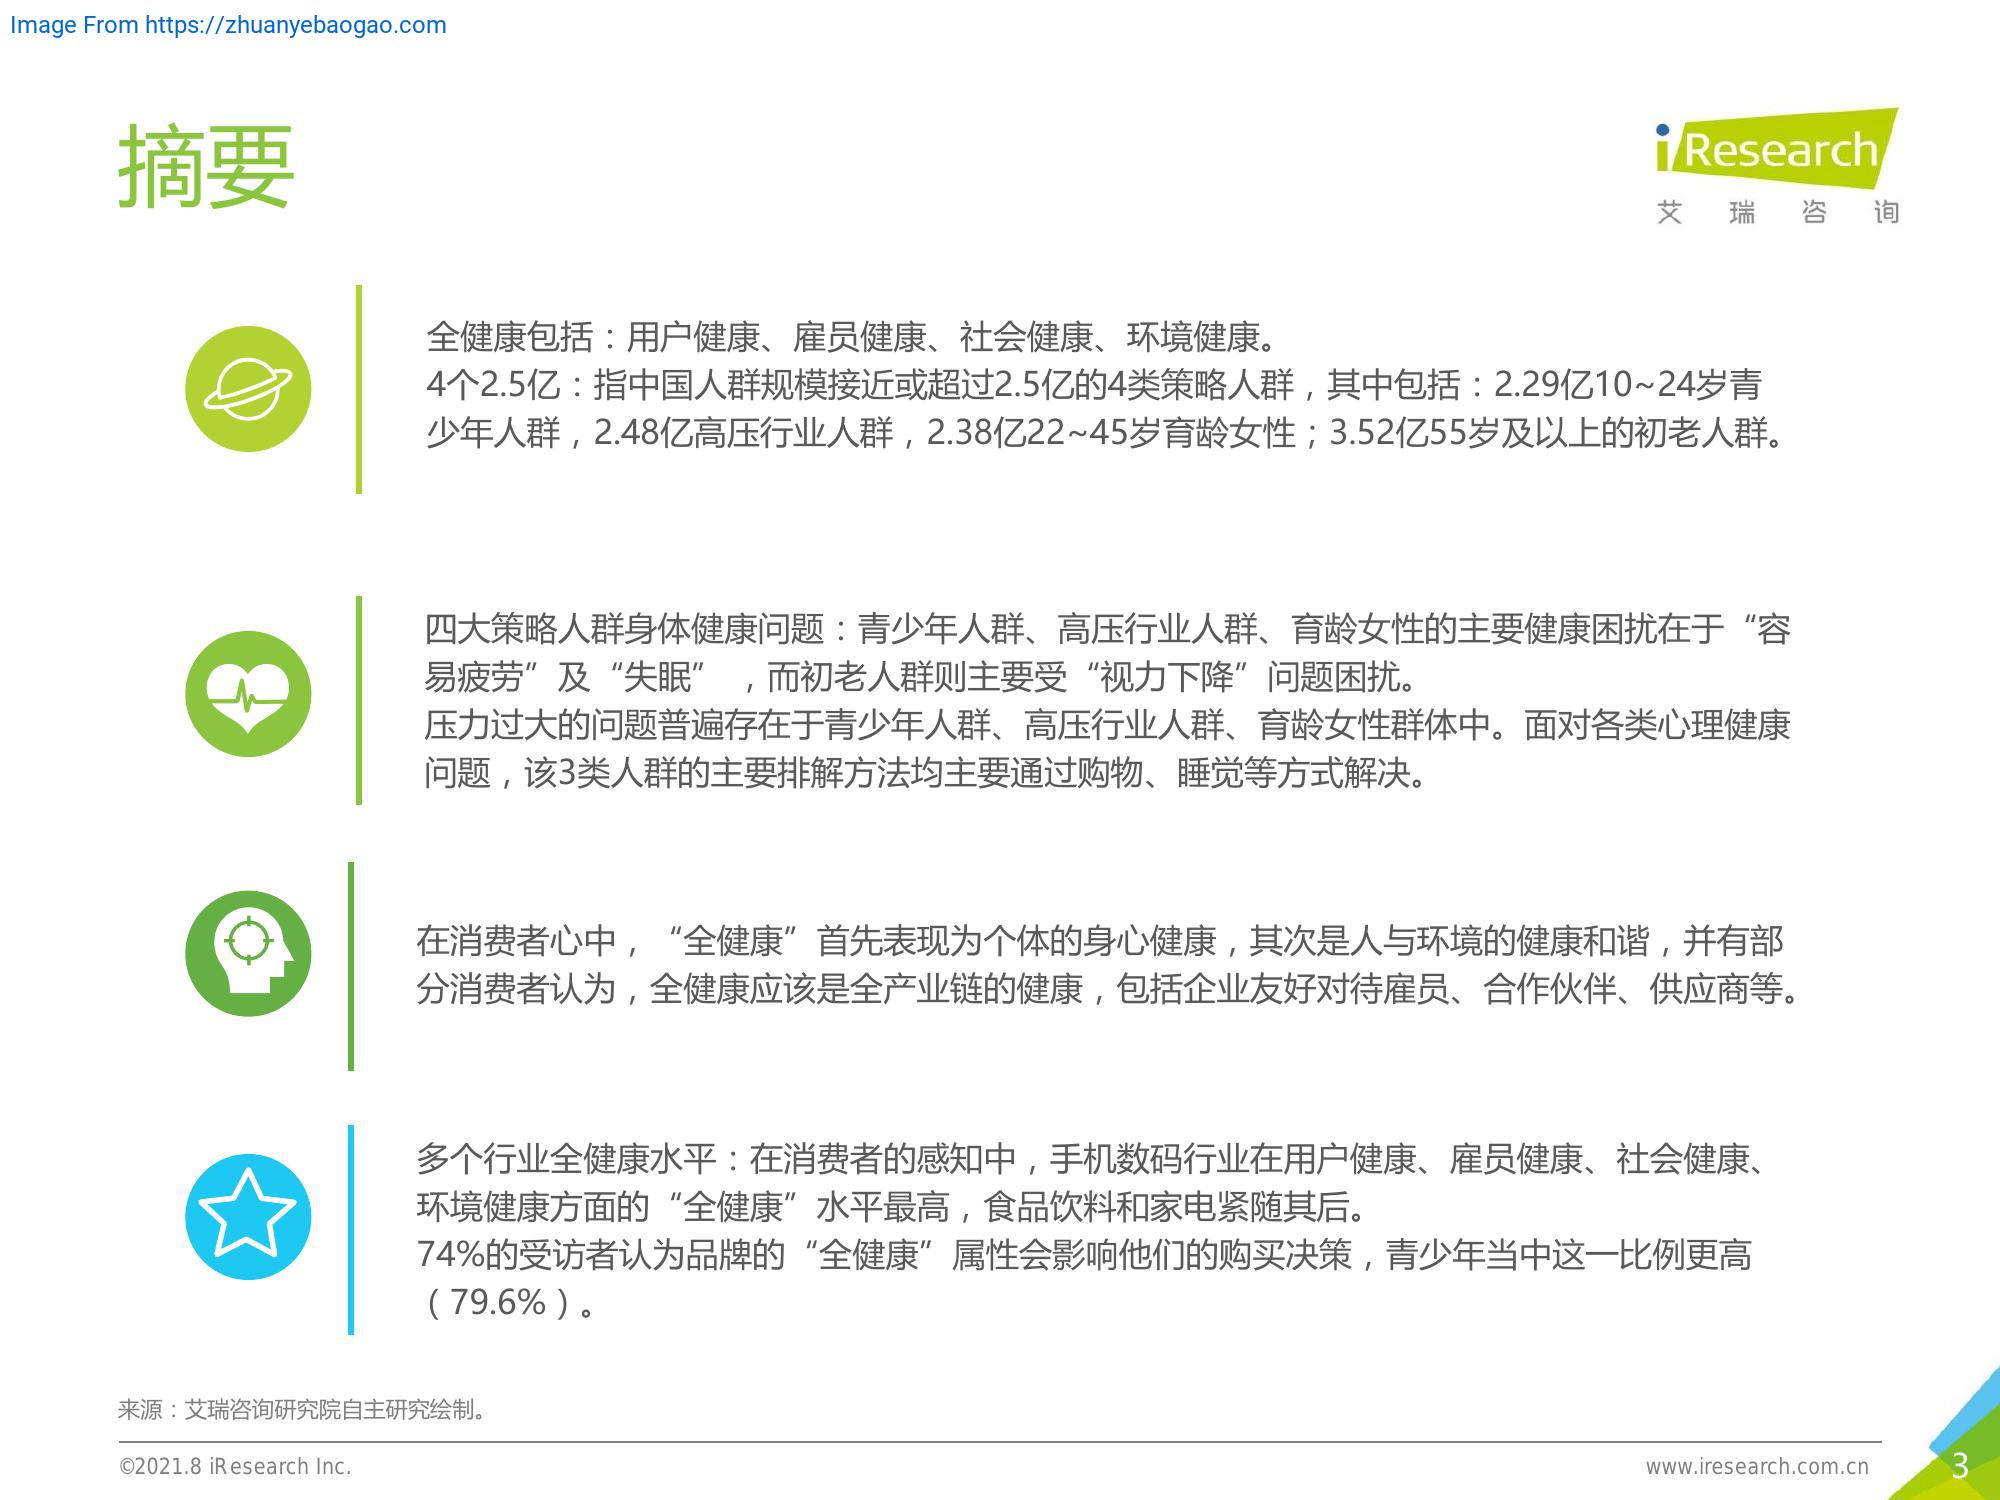 Image From https://zhuanyebaogao.com
摘要
iResearch
艾瑞咨询
全健康包括：用户健康、雇员健康、社会健康、环境健康。
4个2.5亿：指中国人群规模接近或超过2.5亿的4类策略人群，其中包括：2.29亿10~24岁青
少年人群，2.48亿高压行业人群，2.38亿22~45岁育龄女性；3.52亿55岁及以上的初老人群。
四大策略人群身体健康问题：青少年人群、高压行业人群、育龄女性的主要健康困扰在于“容
易疲劳”及“失眠” ，而初老人群则主要受“视力下降”问题困扰。
压力过大的问题普遍存在于青少年人群、高压行业人群、育龄女性群体中。面对各类心理健康
问题，该3类人群的主要排解方法均主要通过购物、睡觉等方式解决。
在消费者心中，“全健康”首先表现为个体的身心健康，其次是人与环境的健康和谐，并有部
分消费者认为，全健康应该是全产业链的健康，包括企业友好对待雇员、合作伙伴、供应商等。
多个行业全健康水平：在消费者的感知中，手机数码行业在用户健康、雇员健康、社会健康、
环境健康方面的“全健康”水平最高，食品饮料和家电紧随其后。
74%的受访者认为品牌的“全健康”属性会影响他们的购买决策，青少年当中这一比例更高
（79.6%）。
来源：艾瑞咨询研究院自主研究绘制。
©2021.8 iResearch Inc.
www.iresearch.com.cn
3